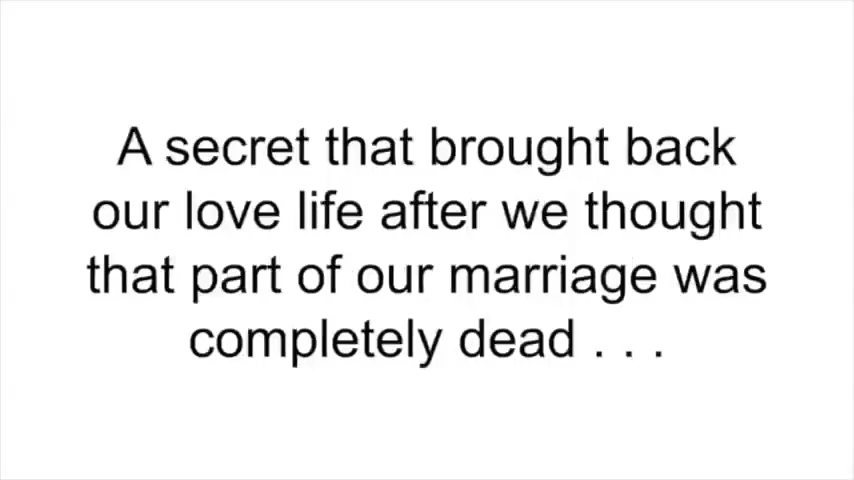 A secret that brought back
our love life after we thought
that part of our marriage was
completely dead . . .